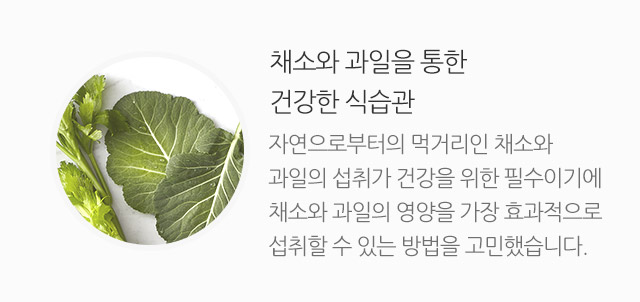 채소와 과일을 통한
건강한 식습관
자연으로부터의 먹거리인 채소와
과일의 섭취가 건강을 위한 필수이기에
채소와 과일의 영양을 가장 효과적으로
섭취할 수 있는 방법을 고민했습니다.